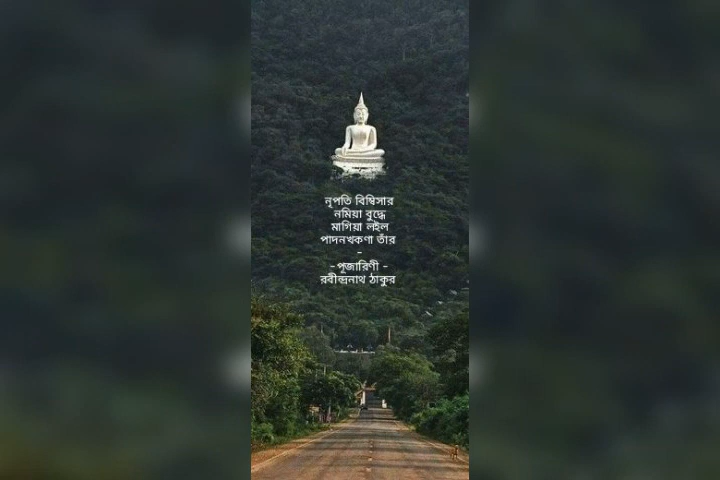 নৃপতি বিম্বিসার
নমিয়া বুদ্ধে
মাগিয়া লইল
পাদনখকণা তাঁর
-
- পূজারিণী -
রবীন্দ্রনাথ ঠাকুর